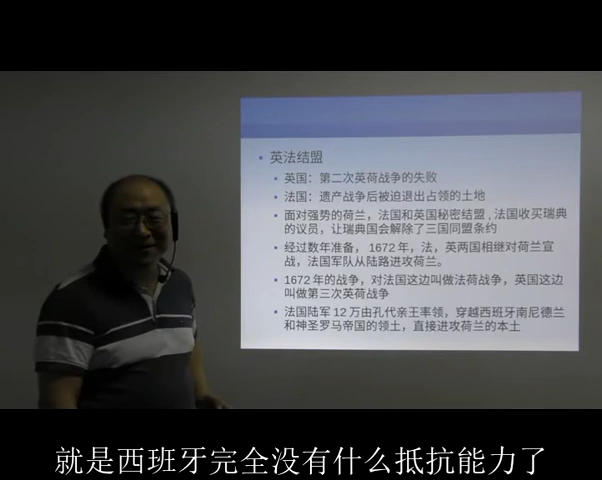 英法结盟
英国：第二次英荷战争的失败
法国：遗产战争后被迫退出占领的土地
面对强势的荷兰，法国和英国秘密结盟，法国收买瑞典
的议员，让瑞典国会解除了三国同盟条约
经过数年准备，1672年，法，英两国相继对荷兰宣
战，法国军队从陆路进攻荷兰。
1672年的战争，对法国这边叫做法荷战争，英国这边
叫做第三次英荷战争
法国陆军12万由孔代亲王率领，穿越西班牙南尼德兰
和神圣罗马帝国的领土，直接进攻荷兰的本土
就是西班牙完全没有什么抵抗能力了